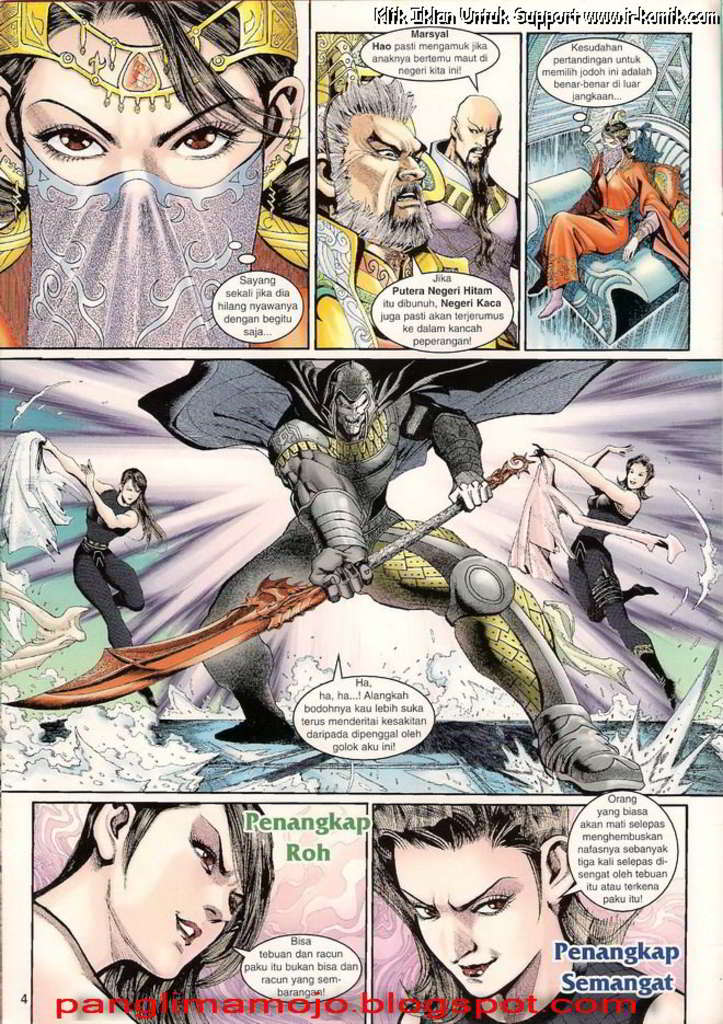 Klik Iklan Untuk Support www.ir-komik.com
Sayang
sekali jika dia
hilang nyawanya
dengan begitu
saja...
Marsyal
Hao pasti mengamuk jika
anaknya bertemu maut di
negeri kita ini!
Jika
Putera Negeri Hitam
itu dibunuh, Negeri Kaca
juga pasti akan terjerumus
ke dalam kancah
peperangan!
Kesudahan
pertandingan untuk
memilih jodoh ini adalah
benar-benar di luar
jangkaan...
Ha,
ha, ha...! Alangkah
bodohnya kau lebih suka
terus menderitai kesakitan
daripada dipenggal oleh
golok aku ini!
Penangkap
Roh
Bisa
tebuan dan racun
paku itu bukan bisa dan
racun yang sem-
barangan!
Orang
yang biasa
akan mati selepas
menghembuskan
nafasnya sebanyak
tiga kali selepas di-
sengat oleh tebuan
itu atau terkena
paku itu!
Penangkap
Semangat
4
panglimamojo.blogspot.com